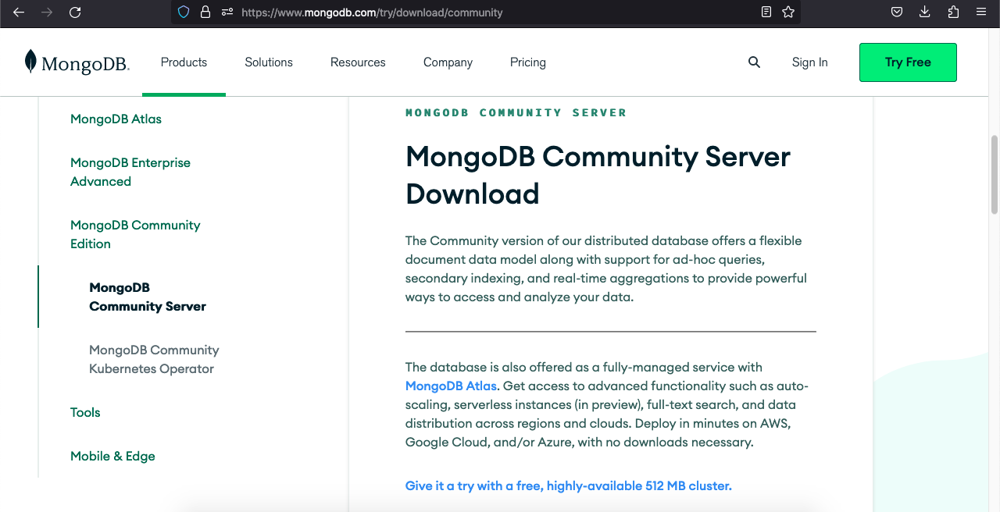 https://www.mongodb.com/try/download/community
MongoDB.
Products
Solutions
Resources
Company
Pricing
Sign In
Try Free
MongoDB Atlas
MongoDB Enterprise
Advanced
MongoDB Community
Edition
MongoDB
Community Server
MongoDB Community
Kubernetes Operator
Tools
Mobile & Edge
MONGODB COMMUNITY SERVER
MongoDB Community Server
Download
The Community version of our distributed database offers a flexible
document data model along with support for ad-hoc queries,
secondary indexing, and real-time aggregations to provide powerful
ways to access and analyze your data.
The database is also offered as a fully-managed service with
MongoDB Atlas. Get access to advanced functionality such as auto-
scaling, serverless instances (in preview), full-text search, and data
distribution across regions and clouds. Deploy in minutes on AWS,
Google Cloud, and/or Azure, with no downloads necessary.
Give it a try with a free, highly-available 512 MB cluster.